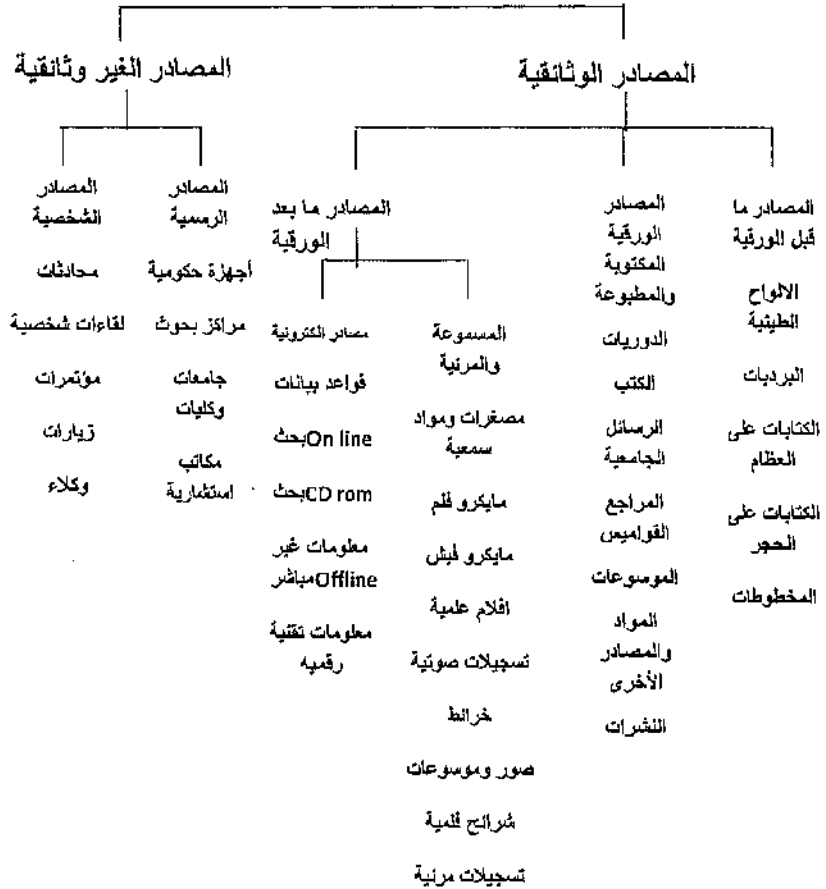 المصادر الوثائقية
المصادر الغير وثائقية
المصادر ما
قبل الورقية
الالواح
الطينية
البرديات
الكتابات على
العظام
الكتابات على
الحجر
المخطوطات
المصادر
الورقية
المكتوبة
والمطبوعة
الدوريات
الكتب
الرسائل
الجامعية
المراجع
القواميس
الموسوعات
المواد
والمصادر
الأخرى
النشرات
المصادر ما بعد
الورقية
المسموعة
والمرئية
مصغرات ومواد
سمعية
مايكرو فلم
مايكرو فيش
افلام علمية
تسجيلات صوتية
خرائط
صور وموسوعات
شرائح فلمية
تسجيلات مرئية
مصادر الكترونية
قواعد بيانات
بحث On line
بحث CD rom
معلومات غير
مباشر Offline
معلومات تقنية
رقميه
المصادر
الرسمية
أجهزة حكومية
مراكز بحوث
جامعات
وكليات
مكاتب
استشارية
المصادر
الشخصية
محادثات
لقاءات شخصية
مؤتمرات
زيارات
وكلاء